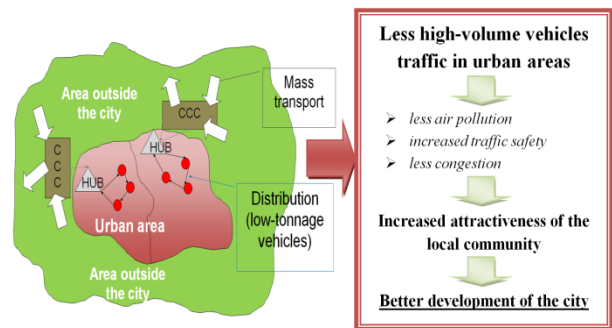 Area outside
the city
CCC
Mass
transport
C
C
C
HUB
HUB
Urban area
Distribution
(low-tonnage
vehicles)
Area outside
the city
Less high-volume vehicles
traffic in urban areas
➢ less air pollution
➢ increased traffic safety
➢ less congestion
Increased attractiveness of the
local community
Better development of the city